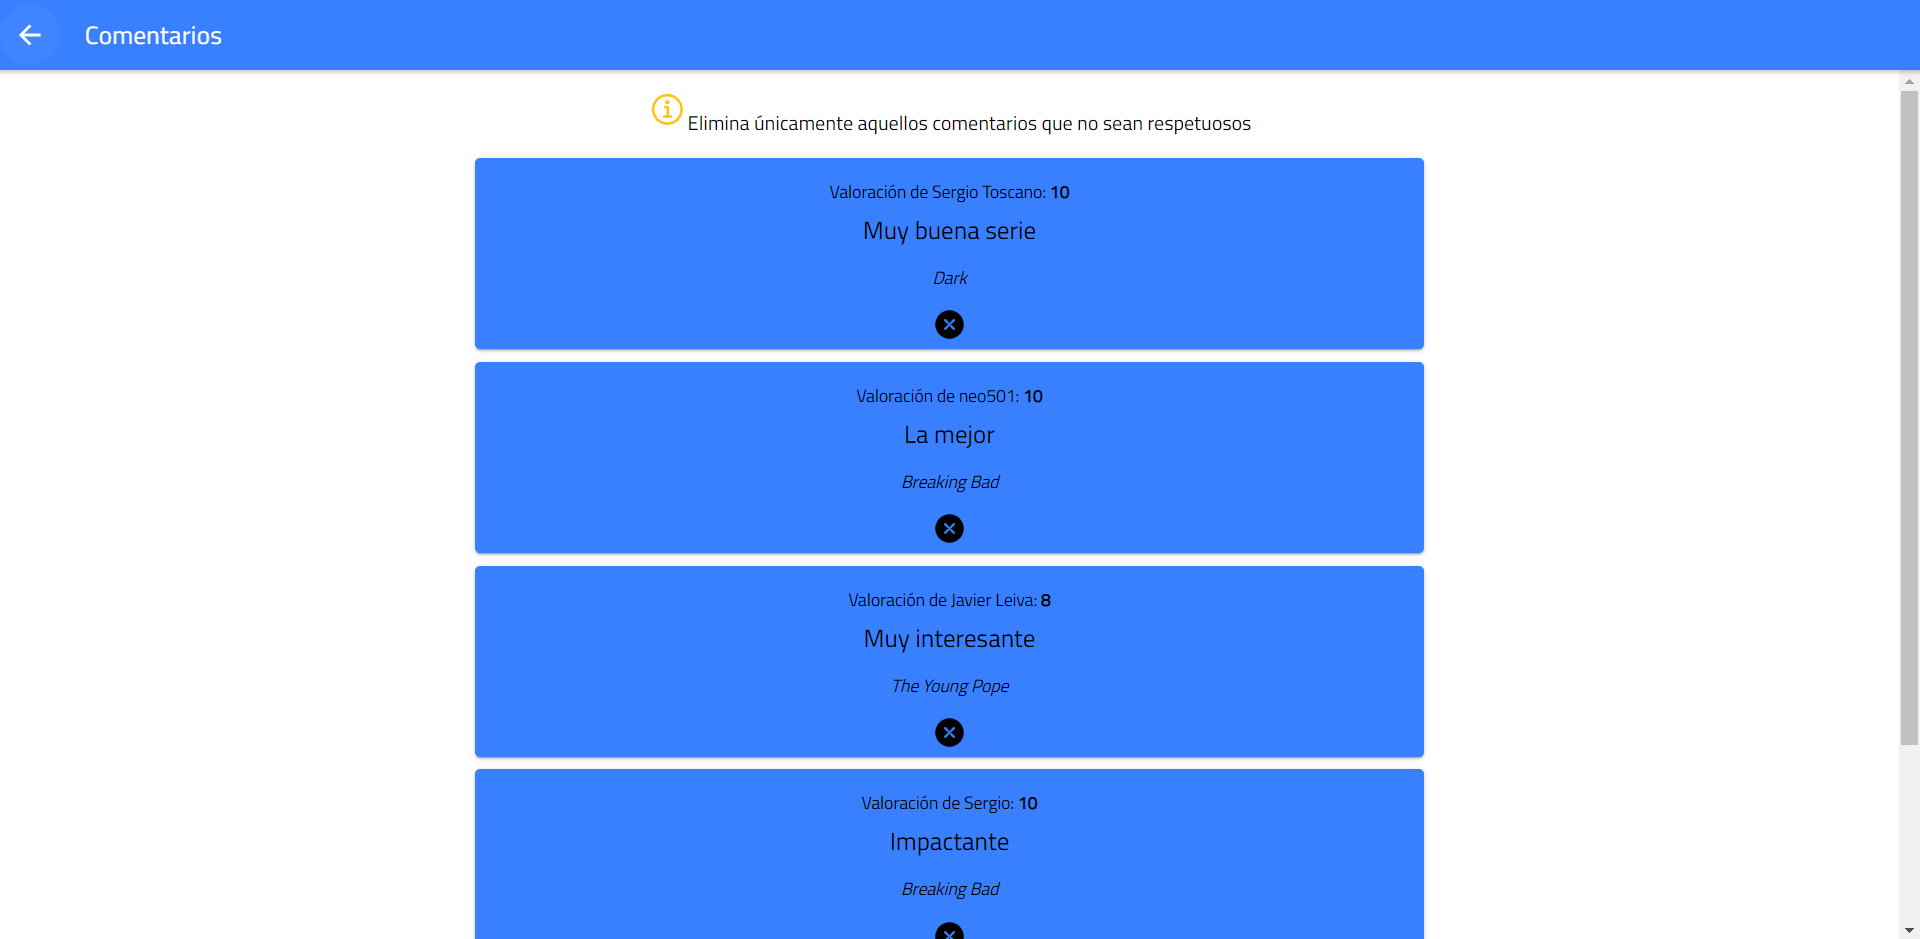 Comentarios
Elimina únicamente aquellos comentarios que no sean respetuosos
Valoración de Sergio Toscano: 10
Muy buena serie
Dark
Valoración de neo501: 10
La mejor
Breaking Bad
Valoración de Javier Leiva: 8
Muy interesante
The Young Pope
Valoración de Sergio: 10
Impactante
Breaking Bad